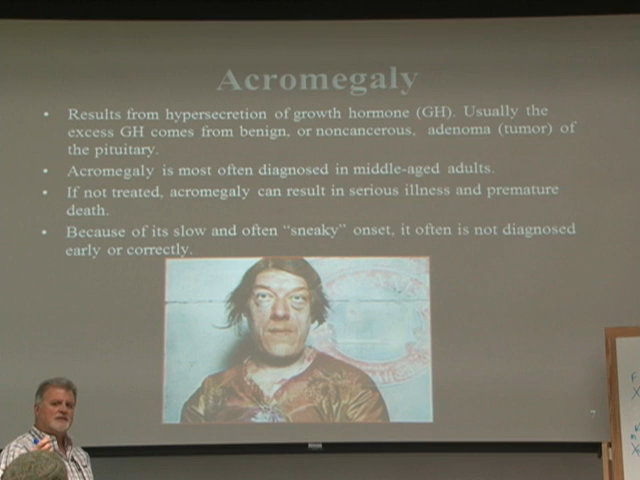 Acromegaly
• Results from hypersecretion of growth hormone (GH). Usually the
excess GH comes from benign, or noncancerous, adenoma (tumor) of
the pituitary.
• Acromegaly is most often diagnosed in middle-aged adults.
• If not treated, acromegaly can result in serious illness and premature
death.
• Because of its slow and often “sneaky” onset, it often is not diagnosed
early or correctly.